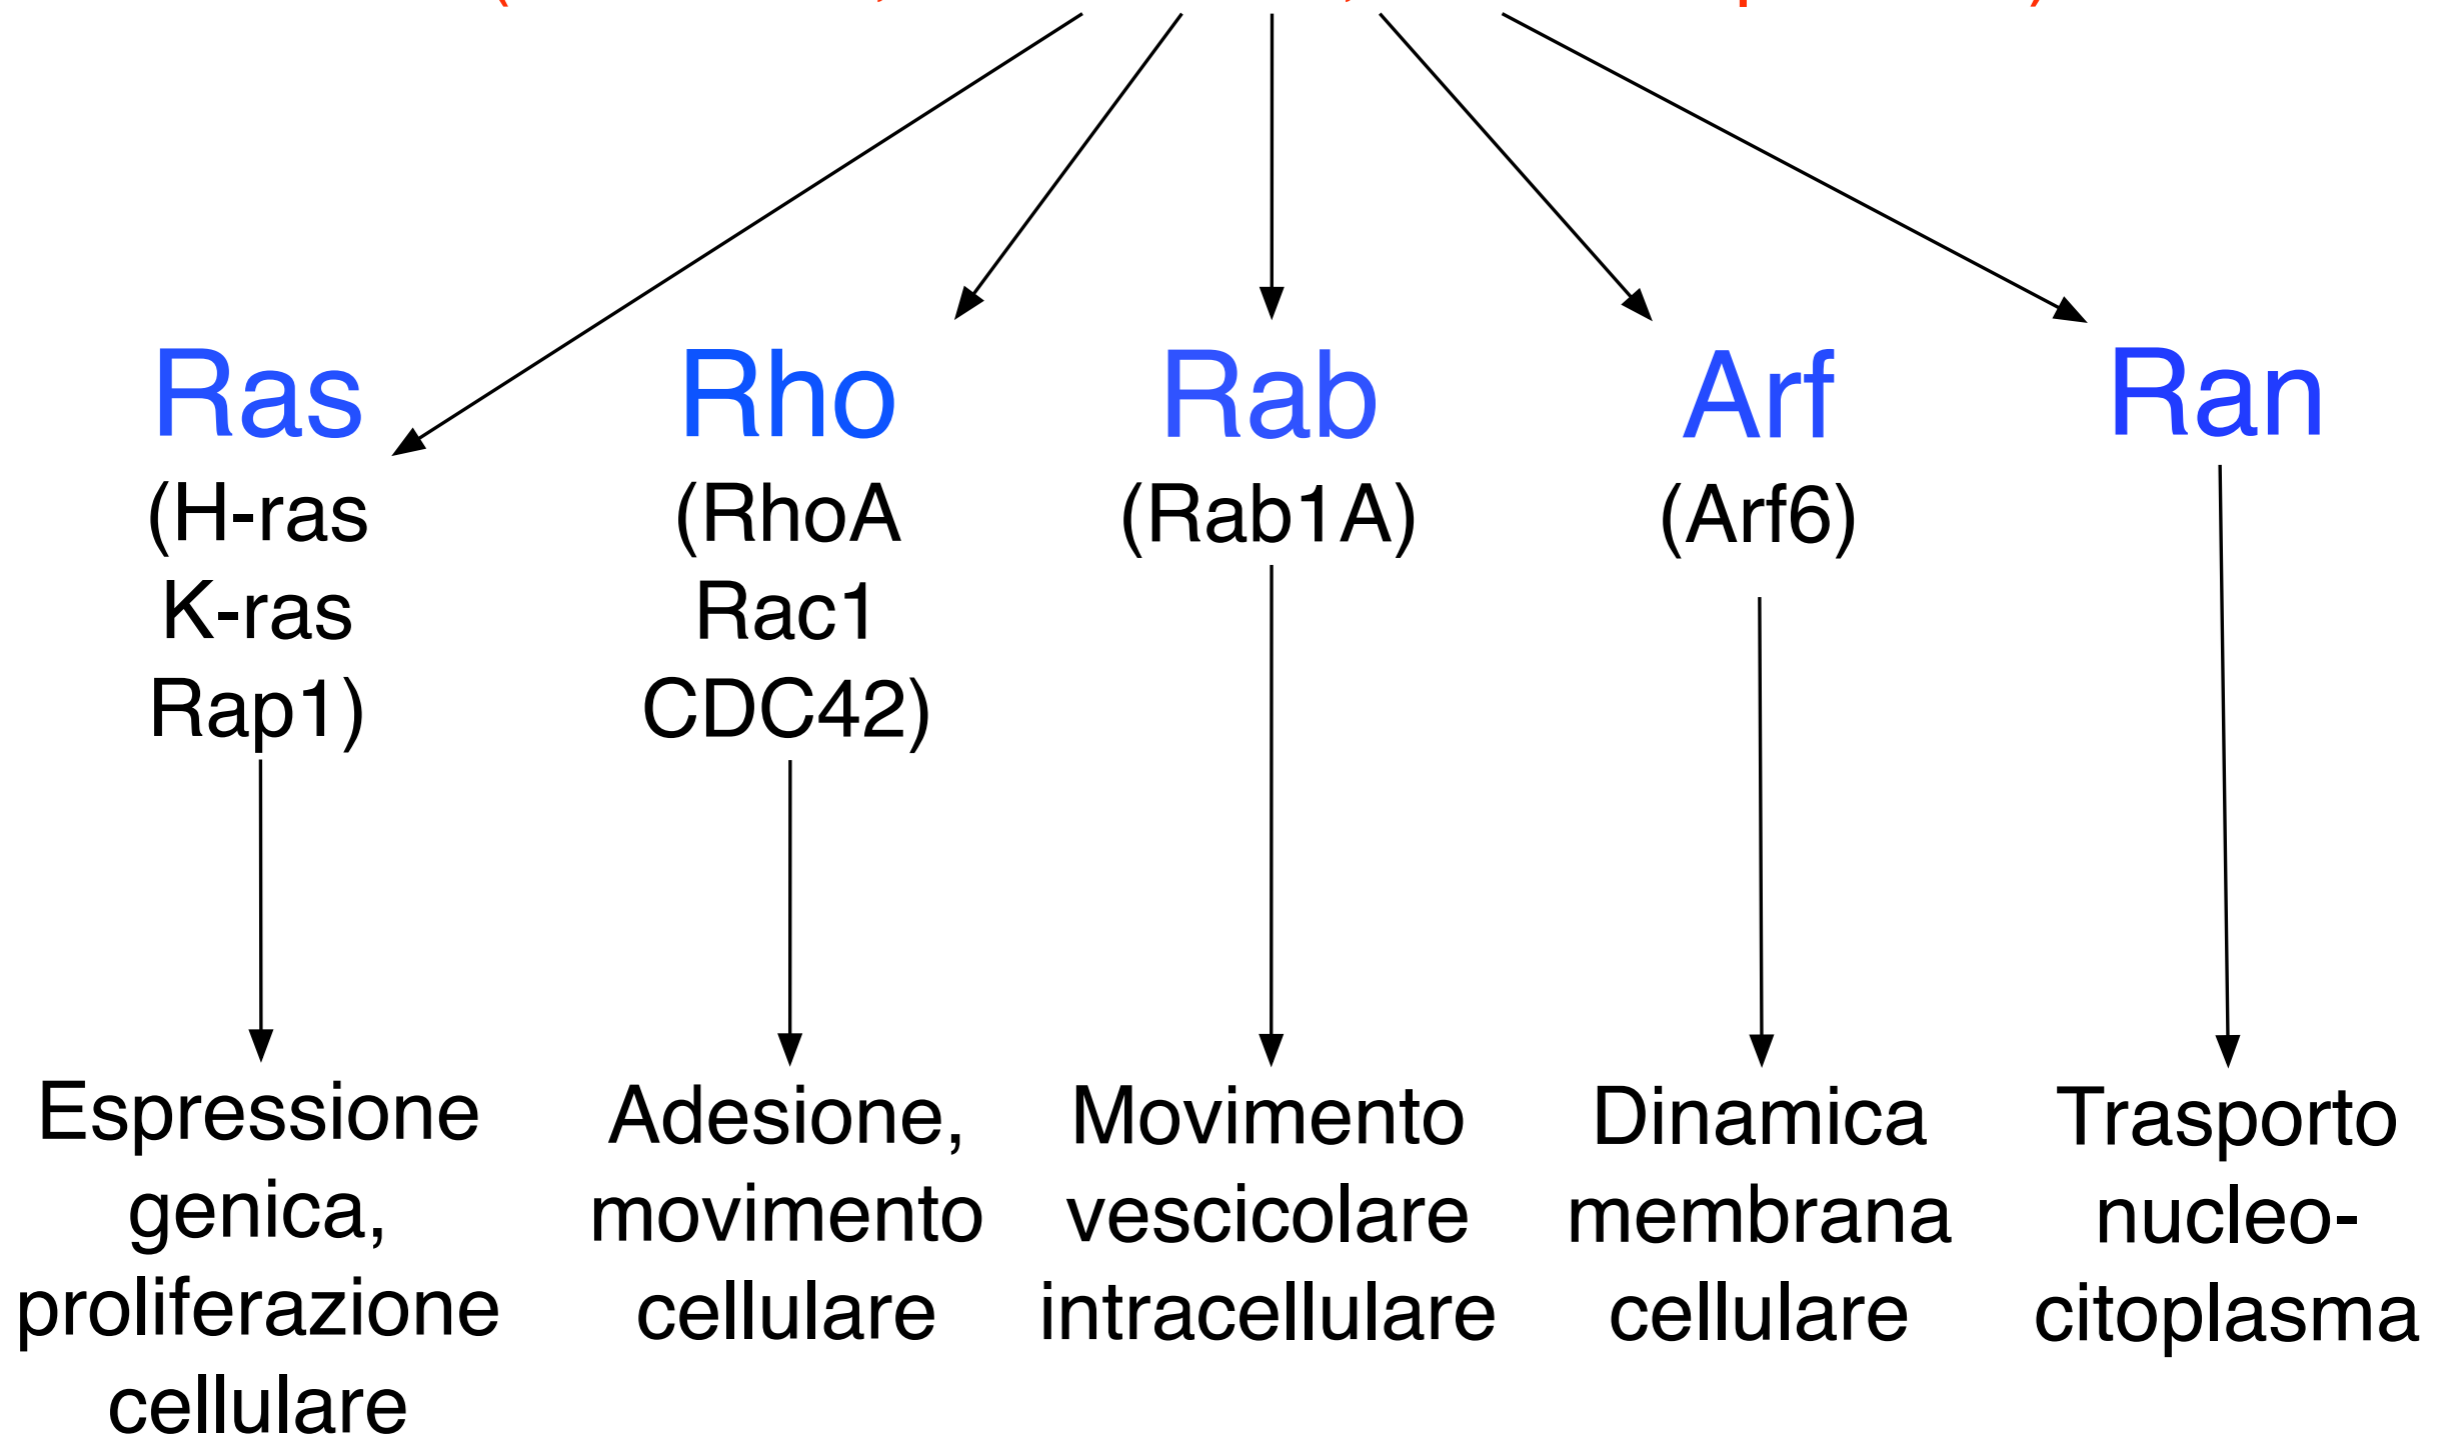 Ras
Rho
Rab
Arf
Ran
(H-ras
K-ras
Rap1)
(RhoA
Rac1
CDC42)
(Rab1A)
(Arf6)
Espressione
genica,
proliferazione
cellulare
Adesione,
movimento
cellulare
Movimento
vescicolare
intracellulare
Dinamica
membrana
cellulare
Trasporto
nucleo-
citoplasma